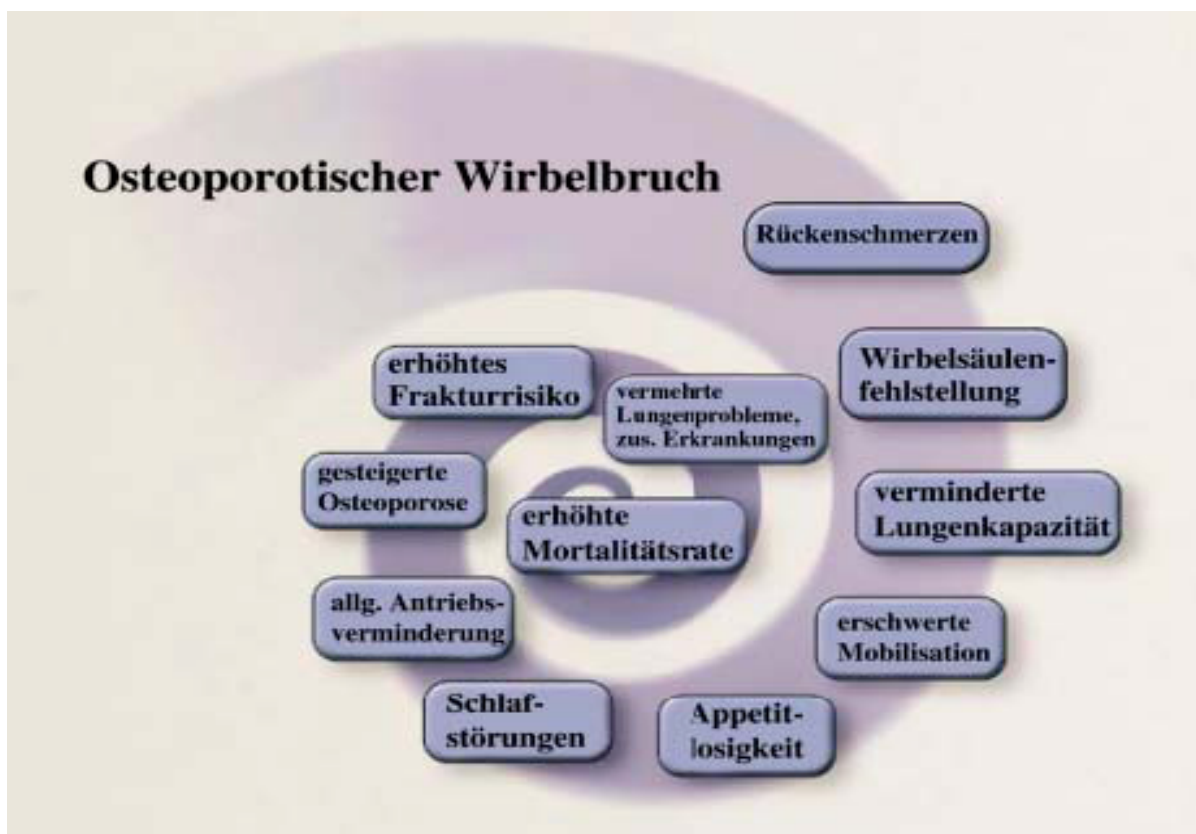 Osteoporotischer Wirbelbruch
Rückenschmerzen
Wirbelsäulen-
fehlstellung
verminderte
Lungenkapazität
erschwerte
Mobilisation
Appetit-
losigkeit
Schlaf-
störungen
allg. Antriebs-
verminderung
gesteigerte
Osteoporose
erhöhtes
Frakturrisiko
vermehrte
Lungenprobleme,
zus. Erkrankungen
erhöhte
Mortalitätsrate